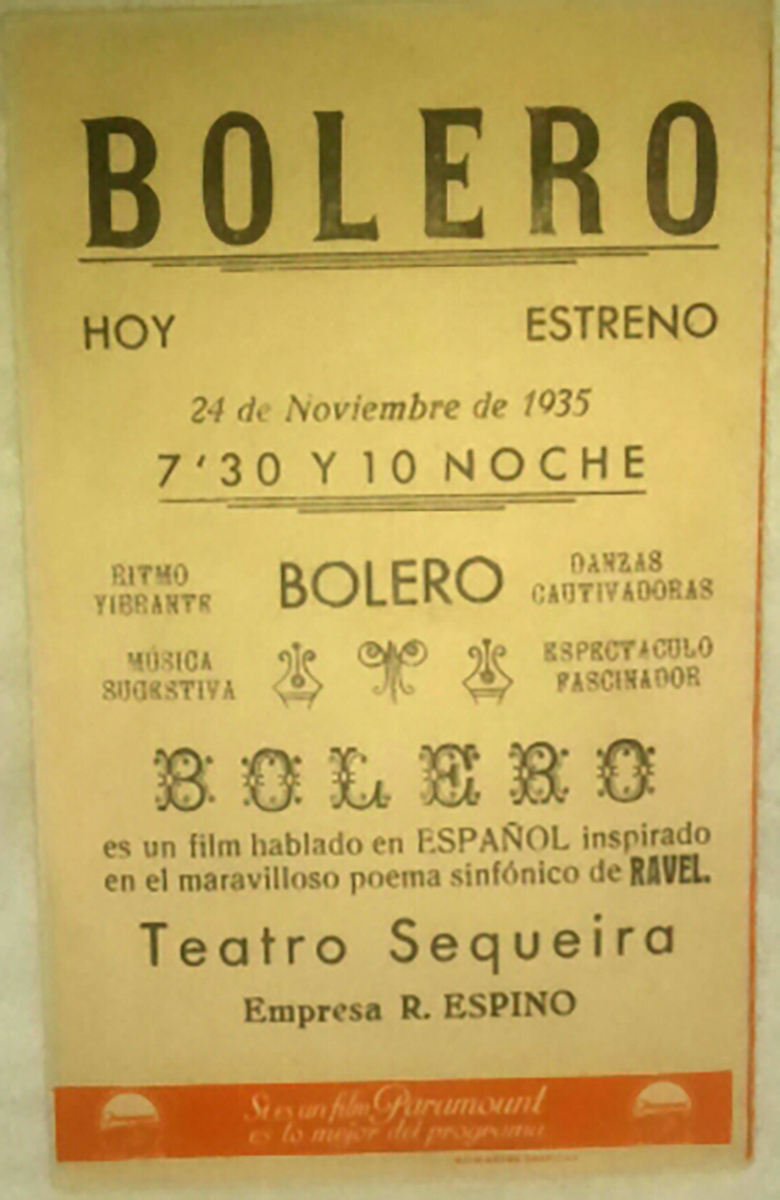 BOLERO
HOY ESTRENO
24 de Noviembre de 1935
7'30 Y 10 NOCHE
RITMO VIBRANTE
BOLERO
DANZAS CAUTIVADORAS
MÚSICA SUGESTIVA
ESPECTACULO FASCINADOR
BOLERO
es un film hablado en ESPAÑOL inspirado
en el maravilloso poema sinfónico de RAVEL.
Teatro Sequeira
Empresa R. ESPINO
Si es un film Paramount
es lo mejor del programa